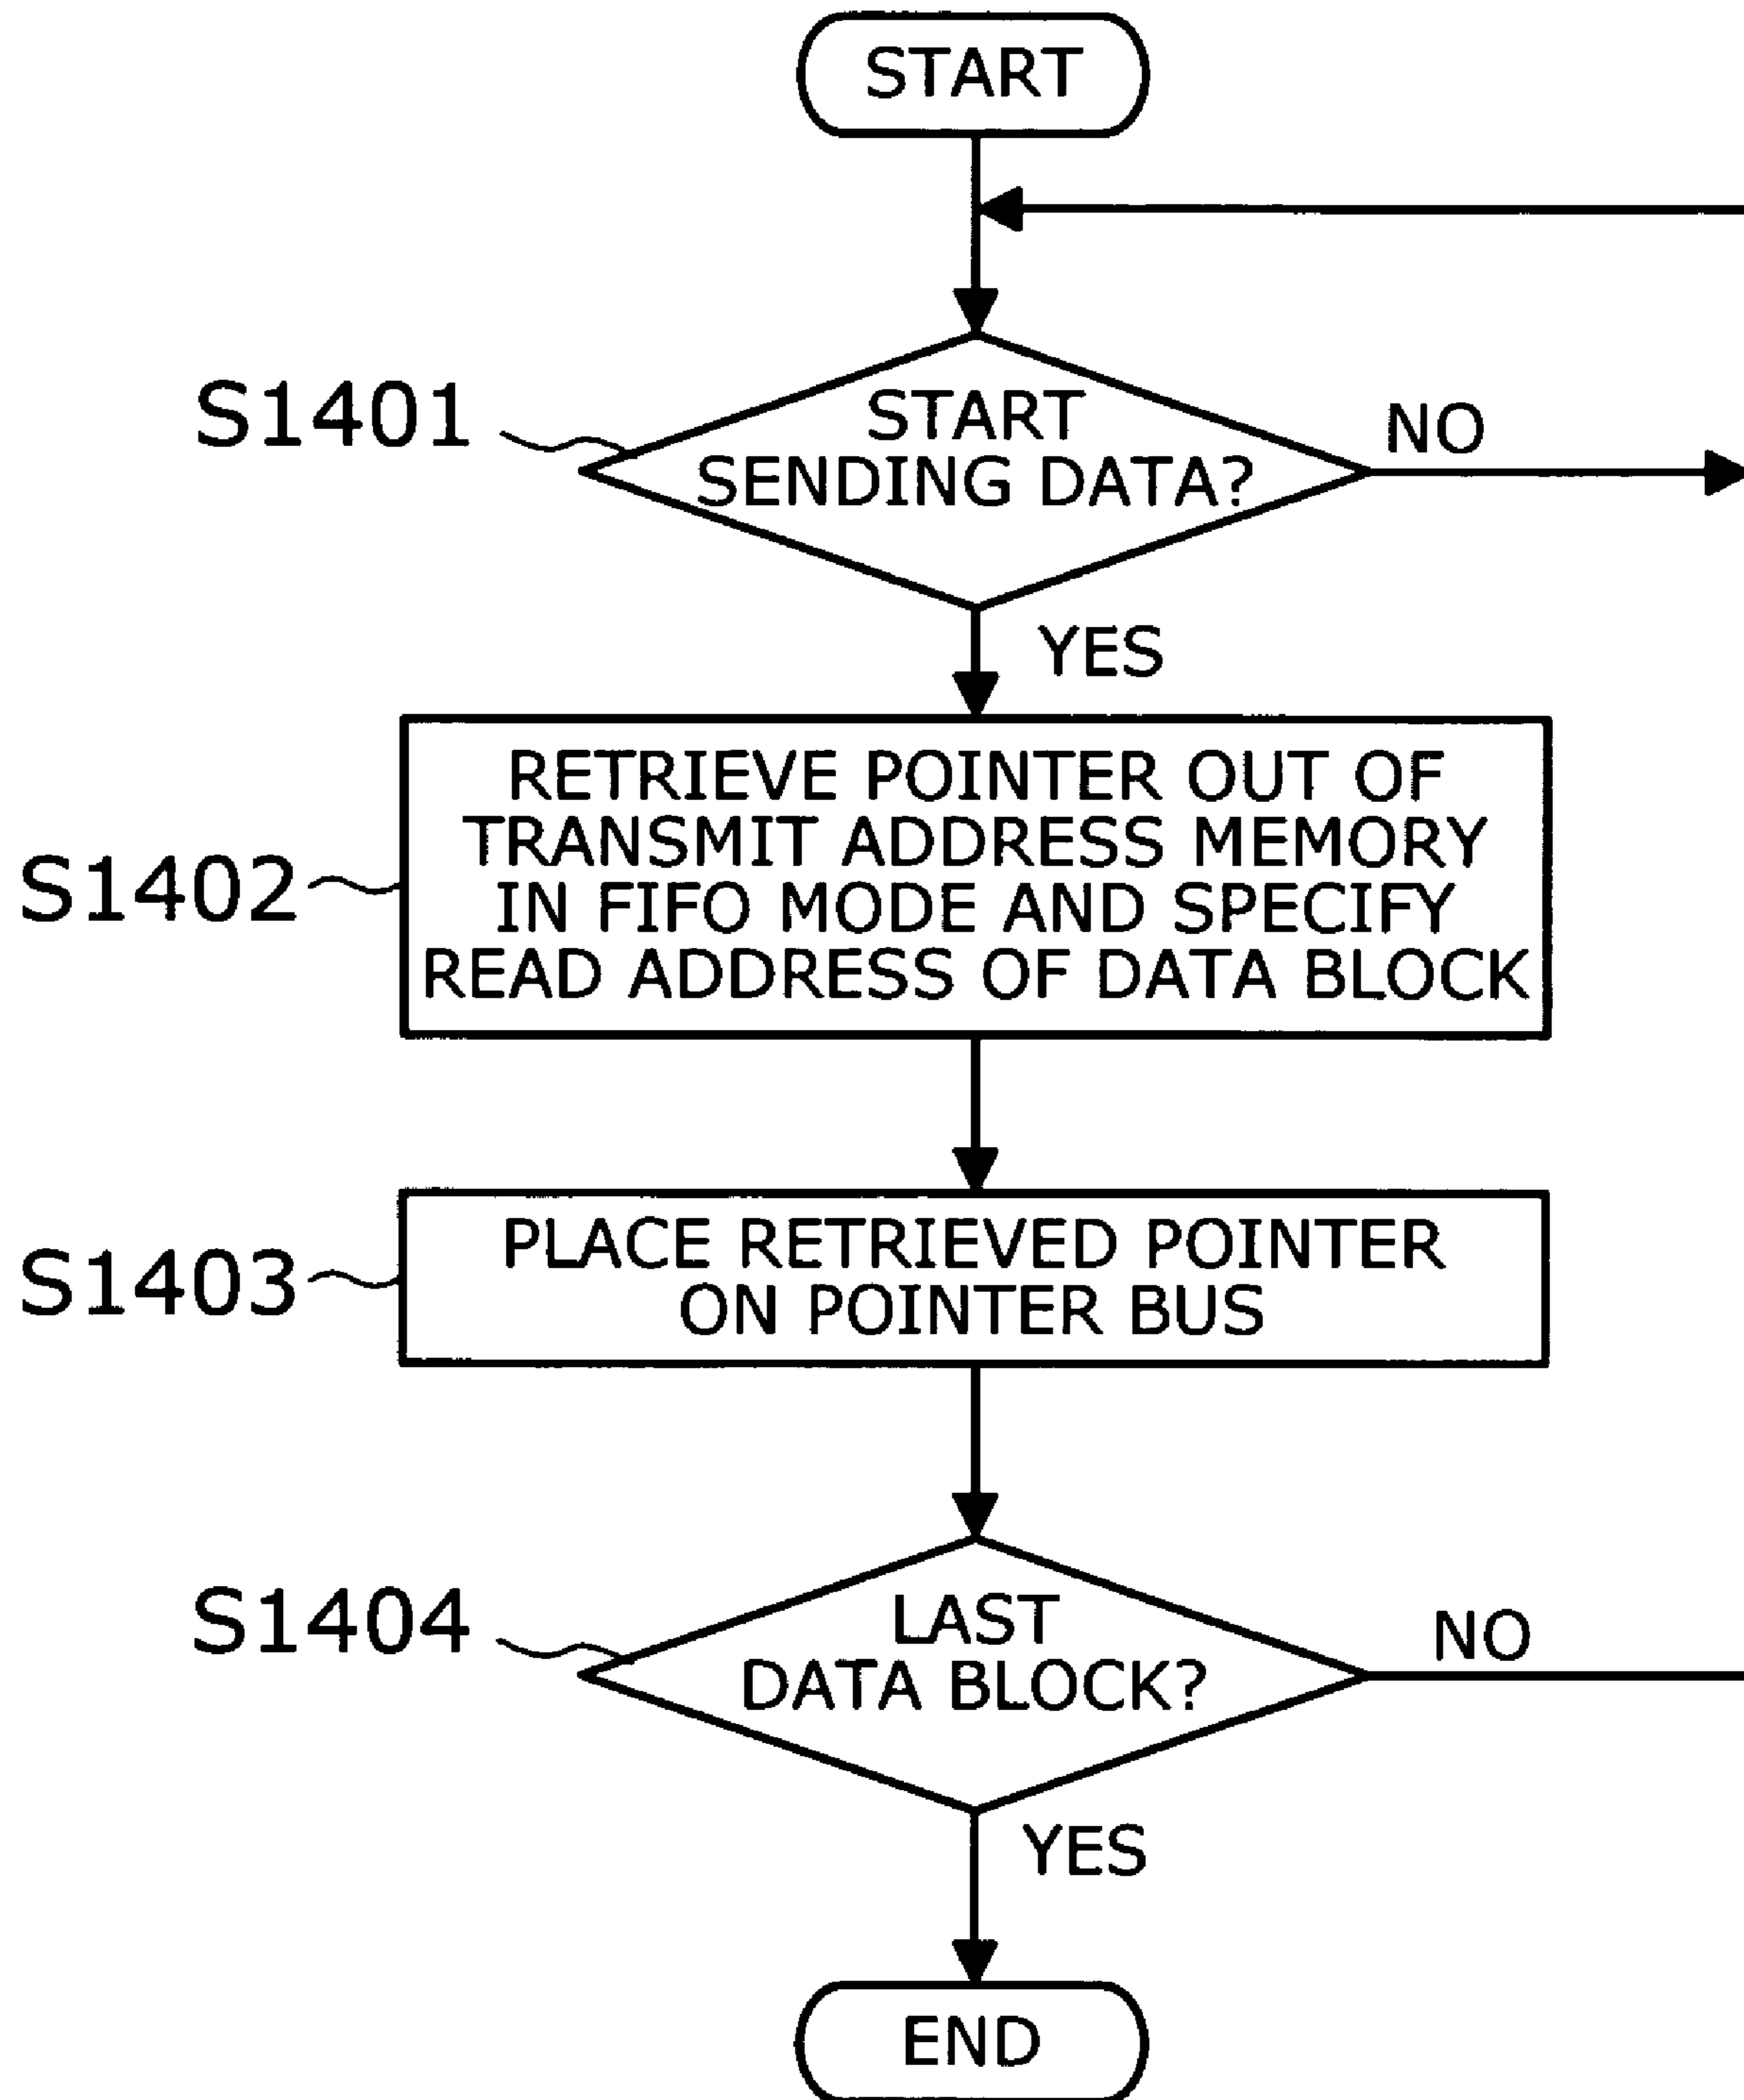 START
S1401
START
SENDING DATA?
NO
YES
S1402
RETRIEVE POINTER OUT OF
TRANSMIT ADDRESS MEMORY
IN FIFO MODE AND SPECIFY
READ ADDRESS OF DATA BLOCK
S1403
PLACE RETRIEVED POINTER
ON POINTER BUS
S1404
LAST
DATA BLOCK?
NO
YES
END